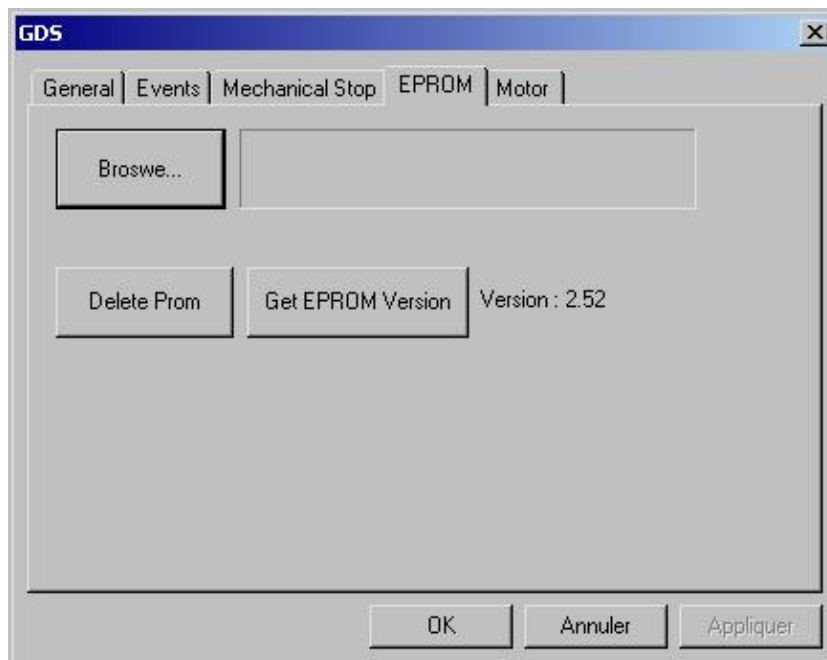 GDS
General Events Mechanical Stop EPROM Motor
Broswe...
Delete Prom Get EPROM Version Version : 2.52
OK Annuler Appliquer